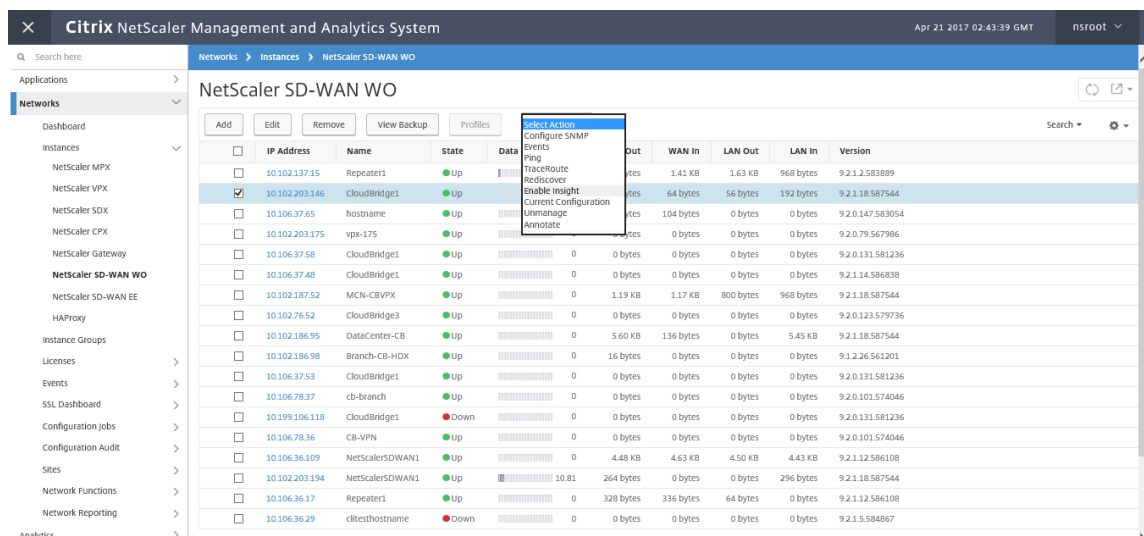 Citrix NetScaler Management and Analytics System
Apr 21 2017 02:43:39 GMT
nsroot
Search here
Networks > Instances > NetScaler SD-WAN WO
Applications
Networks
Dashboard
Instances
NetScaler MPX
NetScaler VPX
NetScaler SDX
NetScaler CPX
NetScaler Gateway
NetScaler SD-WAN WO
NetScaler SD-WAN EE
HAProxy
Instance Groups
Licenses
Events
SSL Dashboard
Configuration Jobs
Configuration Audit
Sites
Network Functions
Network Reporting
Analytics
NetScaler SD-WAN WO
Add Edit Remove View Backup Profiles
Search
Select Action
Configure SNMP
Events
Ping
TraceRoute
Rediscover
Enable Insight
Current Configuration
Unmanage
Annotate
IP Address Name State Data Out WAN In LAN Out LAN In Version
10.102.137.15 Repeater1 Up 1.41 KB 1.63 KB 968 bytes 9.2.1.2.583889
10.102.203.146 CloudBridge1 Up 64 bytes 56 bytes 192 bytes 9.2.1.18.587544
10.106.37.65 hostname Up 104 bytes 0 bytes 0 bytes 9.2.0.147.583054
10.102.203.175 vpx-175 Up 0 bytes 0 bytes 0 bytes 9.2.0.79.567986
10.106.37.58 CloudBridge1 Up 0 0 bytes 0 bytes 0 bytes 0 bytes 9.2.0.131.581236
10.106.37.48 CloudBridge1 Up 0 0 bytes 0 bytes 0 bytes 0 bytes 9.2.1.14.586838
10.102.187.52 MCN-CBVPX Up 0 1.19 KB 1.17 KB 800 bytes 968 bytes 9.2.1.18.587544
10.102.76.52 CloudBridge3 Up 0 0 bytes 0 bytes 0 bytes 0 bytes 9.2.0.123.579736
10.102.186.95 DataCenter-CB Up 0 5.60 KB 136 bytes 0 bytes 5.45 KB 9.2.1.18.587544
10.102.186.98 Branch-CB-HDX Up 0 16 bytes 0 bytes 0 bytes 0 bytes 9.1.2.26.561201
10.106.37.53 CloudBridge1 Up 0 0 bytes 0 bytes 0 bytes 0 bytes 9.2.0.131.581236
10.106.78.37 cb-branch Up 0 0 bytes 0 bytes 0 bytes 0 bytes 9.2.0.101.574046
10.199.106.118 CloudBridge1 Down 0 0 bytes 0 bytes 0 bytes 0 bytes 9.2.0.131.581236
10.106.78.36 CB-VPN Up 0 0 bytes 0 bytes 0 bytes 0 bytes 9.2.0.101.574046
10.106.36.109 NetScalerSDWAN1 Up 0 4.48 KB 4.63 KB 4.50 KB 4.43 KB 9.2.1.12.586108
10.102.203.194 NetScalerSDWAN1 Up 10.81 264 bytes 0 bytes 0 bytes 296 bytes 9.2.1.18.587544
10.106.36.17 Repeater1 Up 0 328 bytes 336 bytes 64 bytes 0 bytes 9.2.1.12.586108
10.106.36.29 clitesthostname Down 0 0 bytes 0 bytes 0 bytes 0 bytes 9.2.1.5.584867